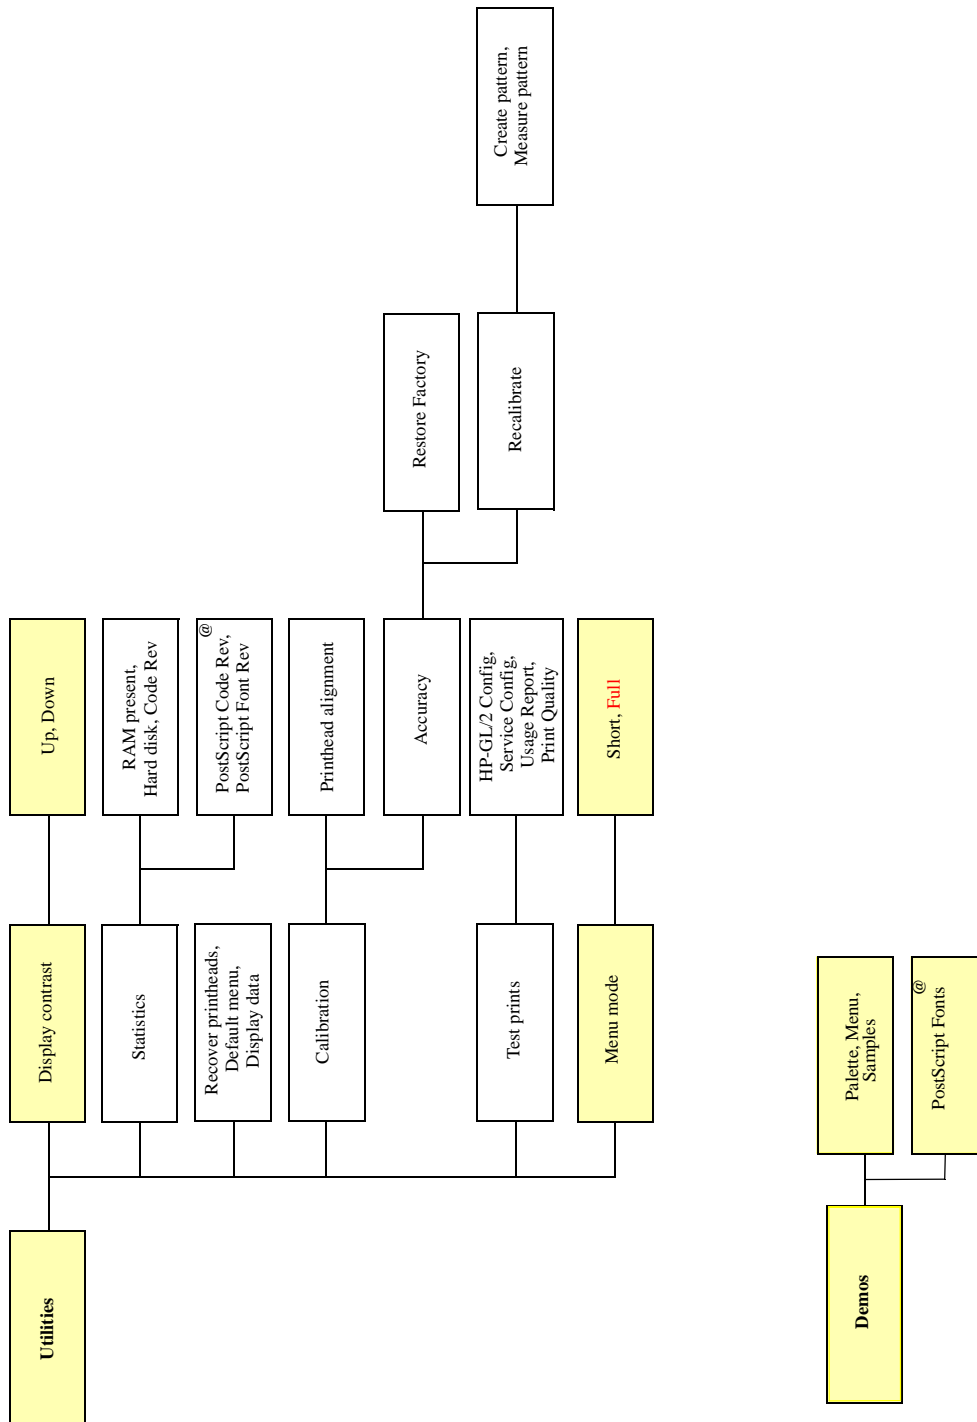 Utilities
Display contrast
Up, Down
Statistics
RAM present,
Hard disk, Code Rev
@
PostScript Code Rev,
PostScript Font Rev
Recover printheads,
Default menu,
Display data
Calibration
Printhead alignment
Accuracy
Restore Factory
Recalibrate
Create pattern,
Measure pattern
Test prints
HP-GL/2 Config,
Service Config,
Usage Report,
Print Quality
Menu mode
Short, Full
Demos
Palette, Menu,
Samples
@
PostScript Fonts